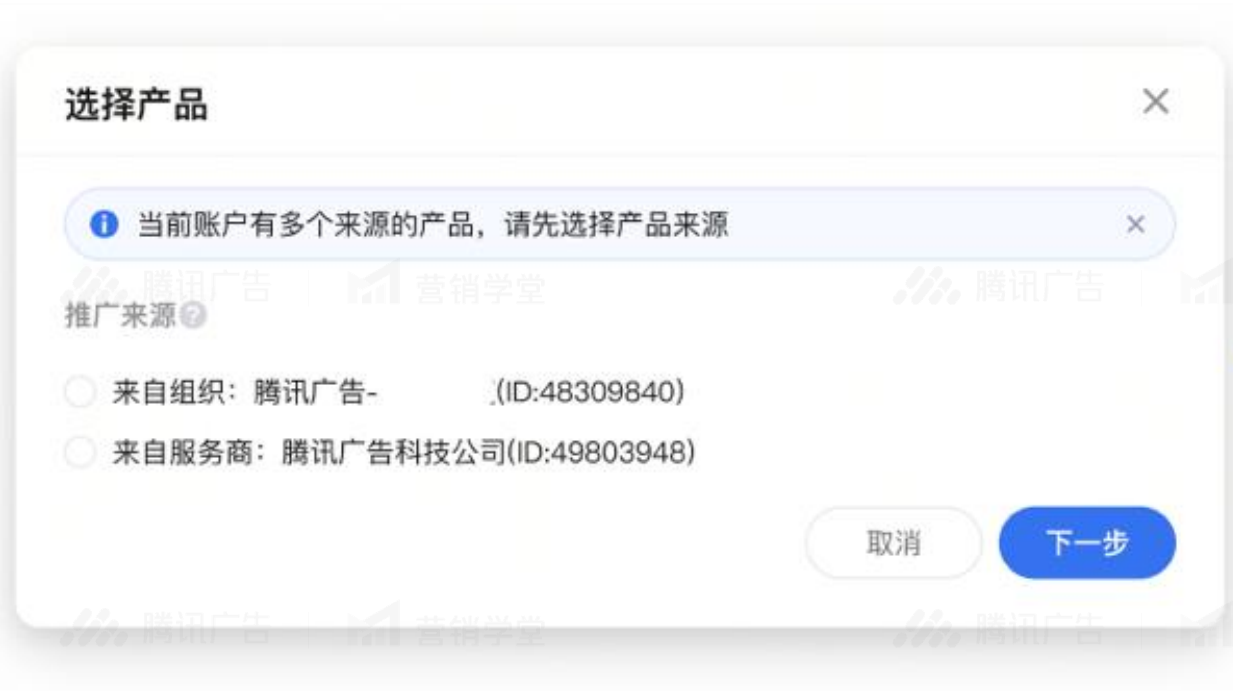 选择产品
当前账户有多个来源的产品，请先选择产品来源
腾讯广告 营销学堂 腾讯广告
推广来源
来自组织：腾讯广告- (ID:48309840)
来自服务商：腾讯广告科技公司(ID:49803948)
取消 下一步
腾讯广告 营销学堂 腾讯广告